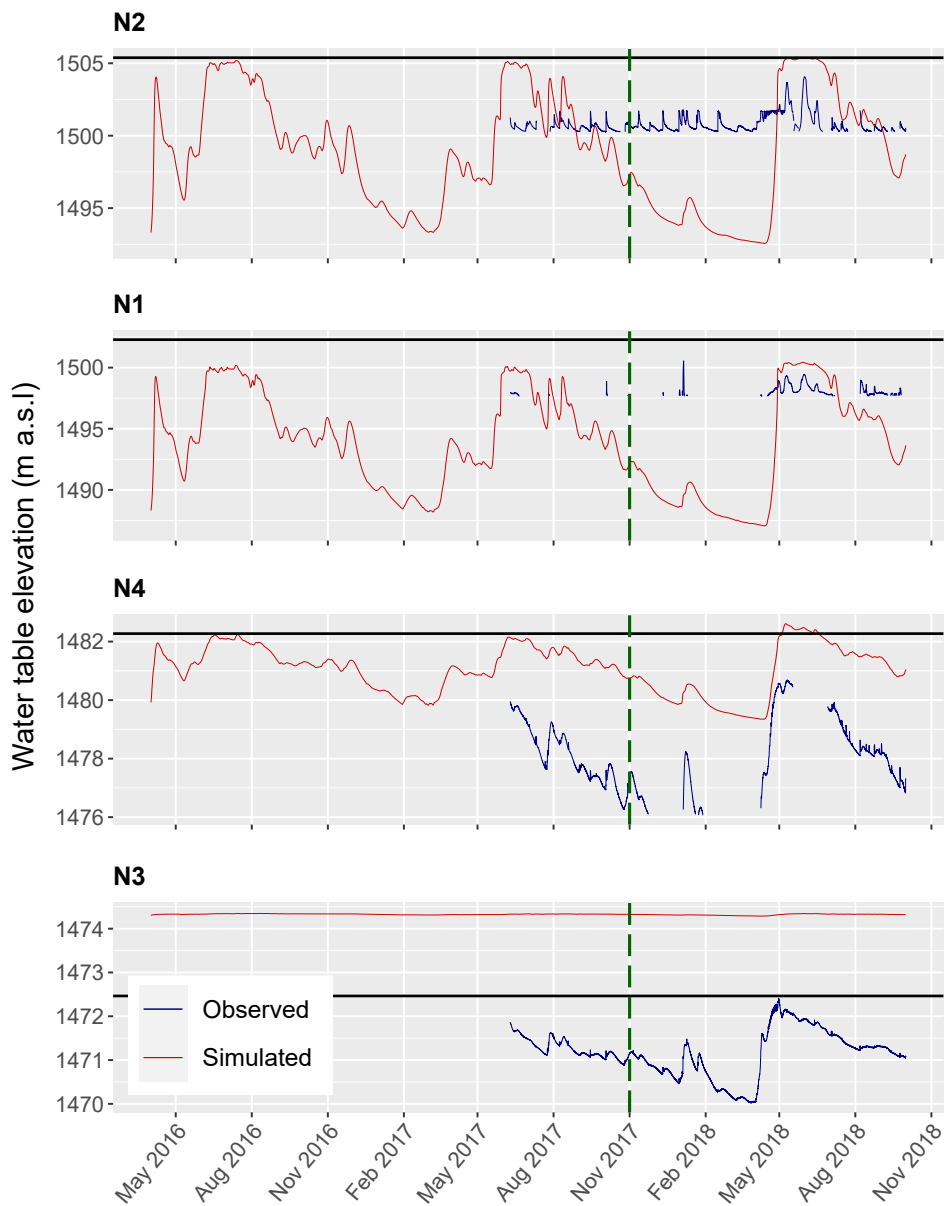 N2
1505
1500
1495
N1
1500
1495
1490
N4
1482
1480
1478
1476
N3
1474
1473
1472
1471
1470
Water table elevation (m a.s.l)
Observed
Simulated
May 2016
Aug 2016
Nov 2016
Feb 2017
May 2017
Aug 2017
Nov 2017
Feb 2018
May 2018
Aug 2018
Nov 2018